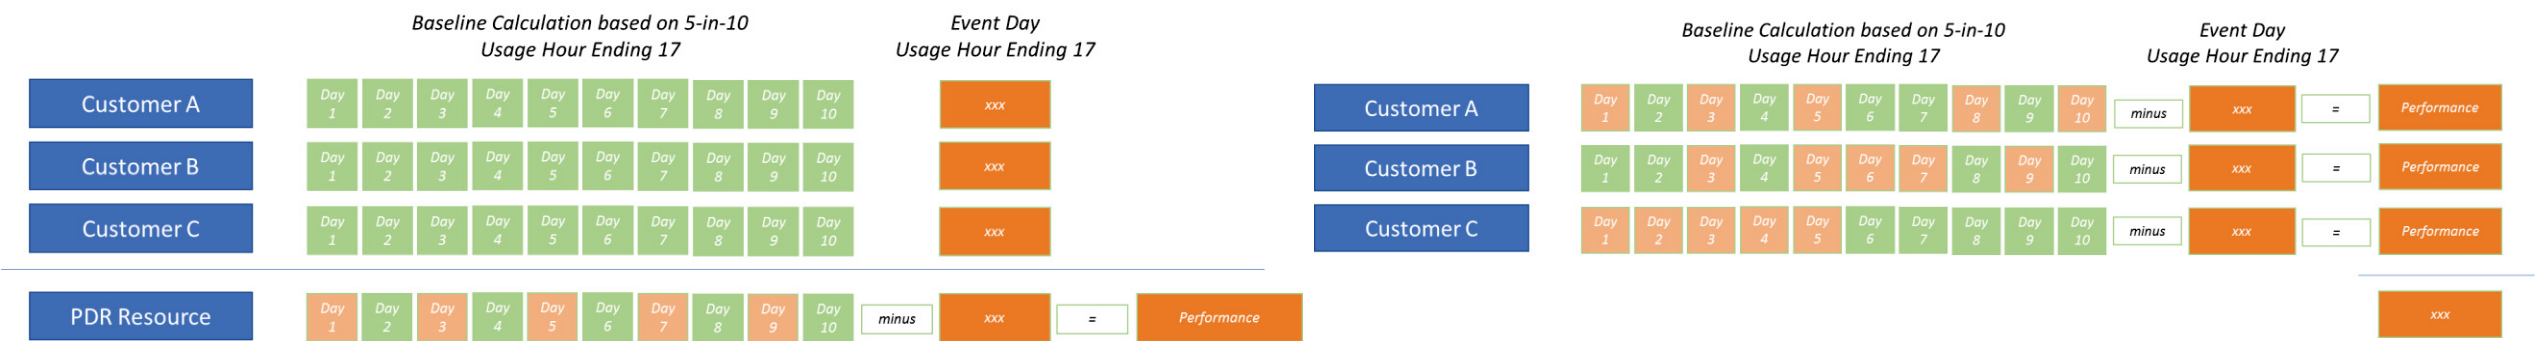 Baseline Calculation based on 5-in-10
Usage Hour Ending 17
Event Day
Usage Hour Ending 17
Customer A
Day 1 Day 2 Day 3 Day 4 Day 5 Day 6 Day 7 Day 8 Day 9 Day 10 xxx
Customer B
Day 1 Day 2 Day 3 Day 4 Day 5 Day 6 Day 7 Day 8 Day 9 Day 10 xxx
Customer C
Day 1 Day 2 Day 3 Day 4 Day 5 Day 6 Day 7 Day 8 Day 9 Day 10 xxx
PDR Resource
Day 1 Day 2 Day 3 Day 4 Day 5 Day 6 Day 7 Day 8 Day 9 Day 10 minus xxx = Performance
Baseline Calculation based on 5-in-10
Usage Hour Ending 17
Event Day
Usage Hour Ending 17
Customer A
Day 1 Day 2 Day 3 Day 4 Day 5 Day 6 Day 7 Day 8 Day 9 Day 10 minus xxx = Performance
Customer B
Day 1 Day 2 Day 3 Day 4 Day 5 Day 6 Day 7 Day 8 Day 9 Day 10 minus xxx = Performance
Customer C
Day 1 Day 2 Day 3 Day 4 Day 5 Day 6 Day 7 Day 8 Day 9 Day 10 minus xxx = Performance
xxx